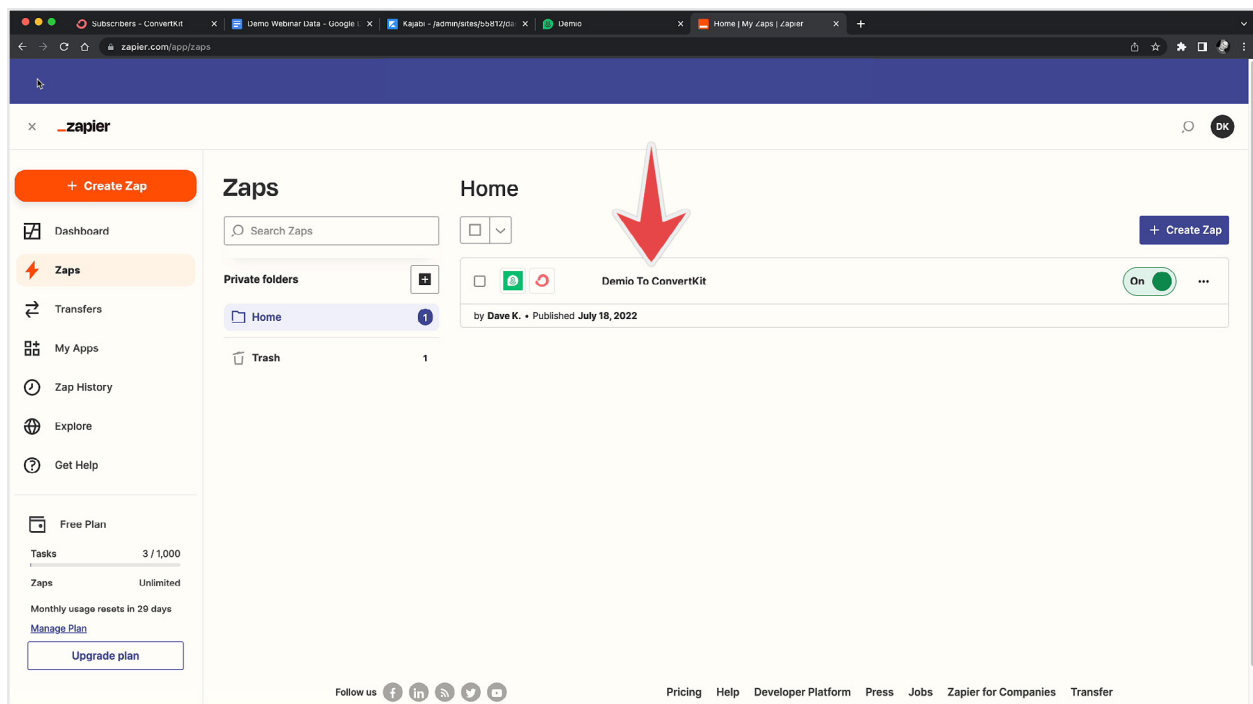 Subscribers - ConvertKit
Demo Webinar Data - Google D
Kajabi - /admin/sites/55812/da
Demio
Home | My Zaps | Zapier
zapier.com/app/zaps
_zapier
DK
+ Create Zap
Dashboard
Zaps
Transfers
My Apps
Zap History
Explore
Get Help
Free Plan
Tasks 3 / 1,000
Zaps Unlimited
Monthly usage resets in 29 days
Manage Plan
Upgrade plan
Zaps
Search Zaps
Private folders
Home 1
Trash 1
Home
+ Create Zap
Demio To ConvertKit
On
by Dave K. • Published July 18, 2022
Follow us
Pricing Help Developer Platform Press Jobs Zapier for Companies Transfer